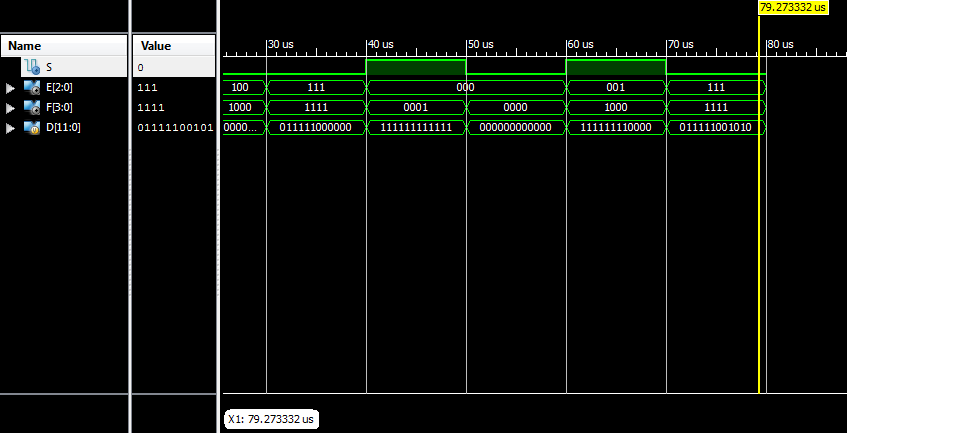 79.273332 us
Name Value 30 us 40 us 50 us 60 us 70 us 80 us
S 0
E[2:0] 111 100 111 000 001 111
F[3:0] 1111 1000 1111 0001 0000 1000 1111
D[11:0] 01111100101 0000... 011111000000 111111111111 000000000000 111111110000 011111001010
X1: 79.273332 us